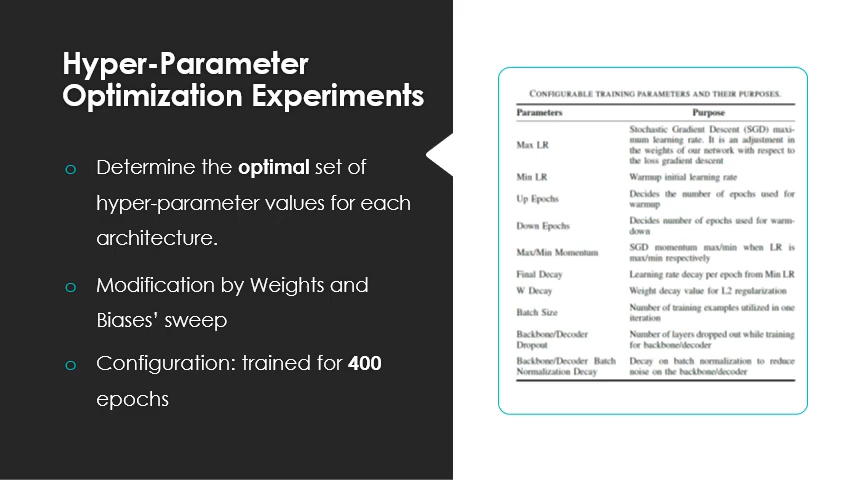 Hyper-Parameter
Optimization Experiments
Determine the optimal set of
hyper-parameter values for each
architecture.
Modification by Weights and
Biases' sweep
Configuration: trained for 400
epochs
CONFIGURABLE TRAINING PARAMETERS AND THEIR PURPOSES.
Parameters Purpose
Max LR
Stochastic Gradient Descent (SGD) maxi-
mum learning rate. It is an adjustment in
the weights of our network with respect to
the loss gradient descent
Min LR
Warmup initial learning rate
Up Epochs
Decides the number of epochs used for
warmup
Down Epochs
Decides number of epochs used for warm-
down
Max/Min Momentum
SGD momentum max/min when LR is
max/min respectively
Final Decay
Learning rate decay per epoch from Min LR
W Decay
Weight decay value for L2 regularization
Batch Size
Number of training examples utilized in one
iteration
Backbone/Decoder
Dropout
Number of layers dropped out while training
for backbone/decoder
Backbone/Decoder Batch
Normalization Decay
Decay on batch normalization to reduce
noise on the backbone/decoder